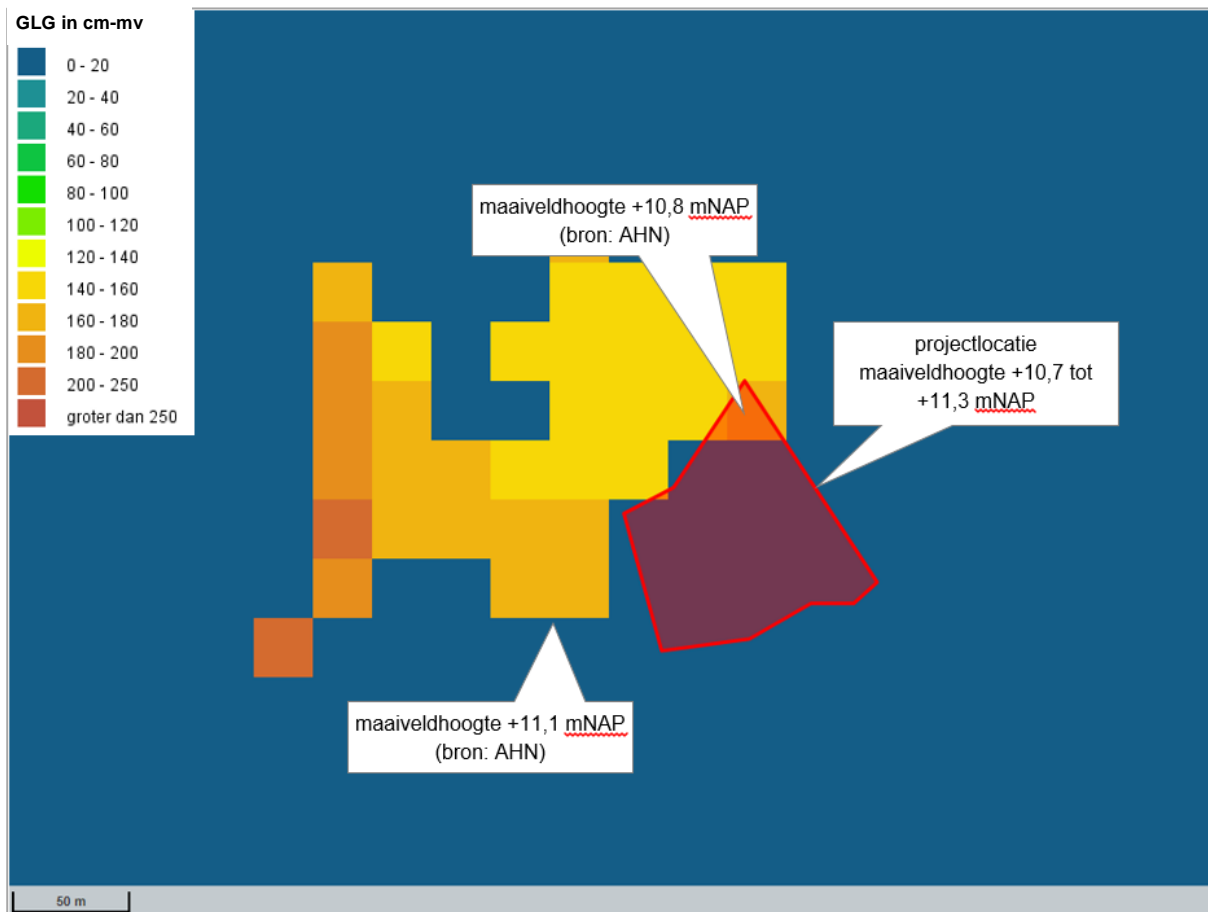 GLG in cm-mv
0 - 20
20 - 40
40 - 60
60 - 80
80 - 100
100 - 120
120 - 140
140 - 160
160 - 180
180 - 200
200 - 250
groter dan 250
maaiveldhoogte +10,8 mNAP
(bron: AHN)
projectlocatie
maaiveldhoogte +10,7 tot
+11,3 mNAP
maaiveldhoogte +11,1 mNAP
(bron: AHN)
50 m